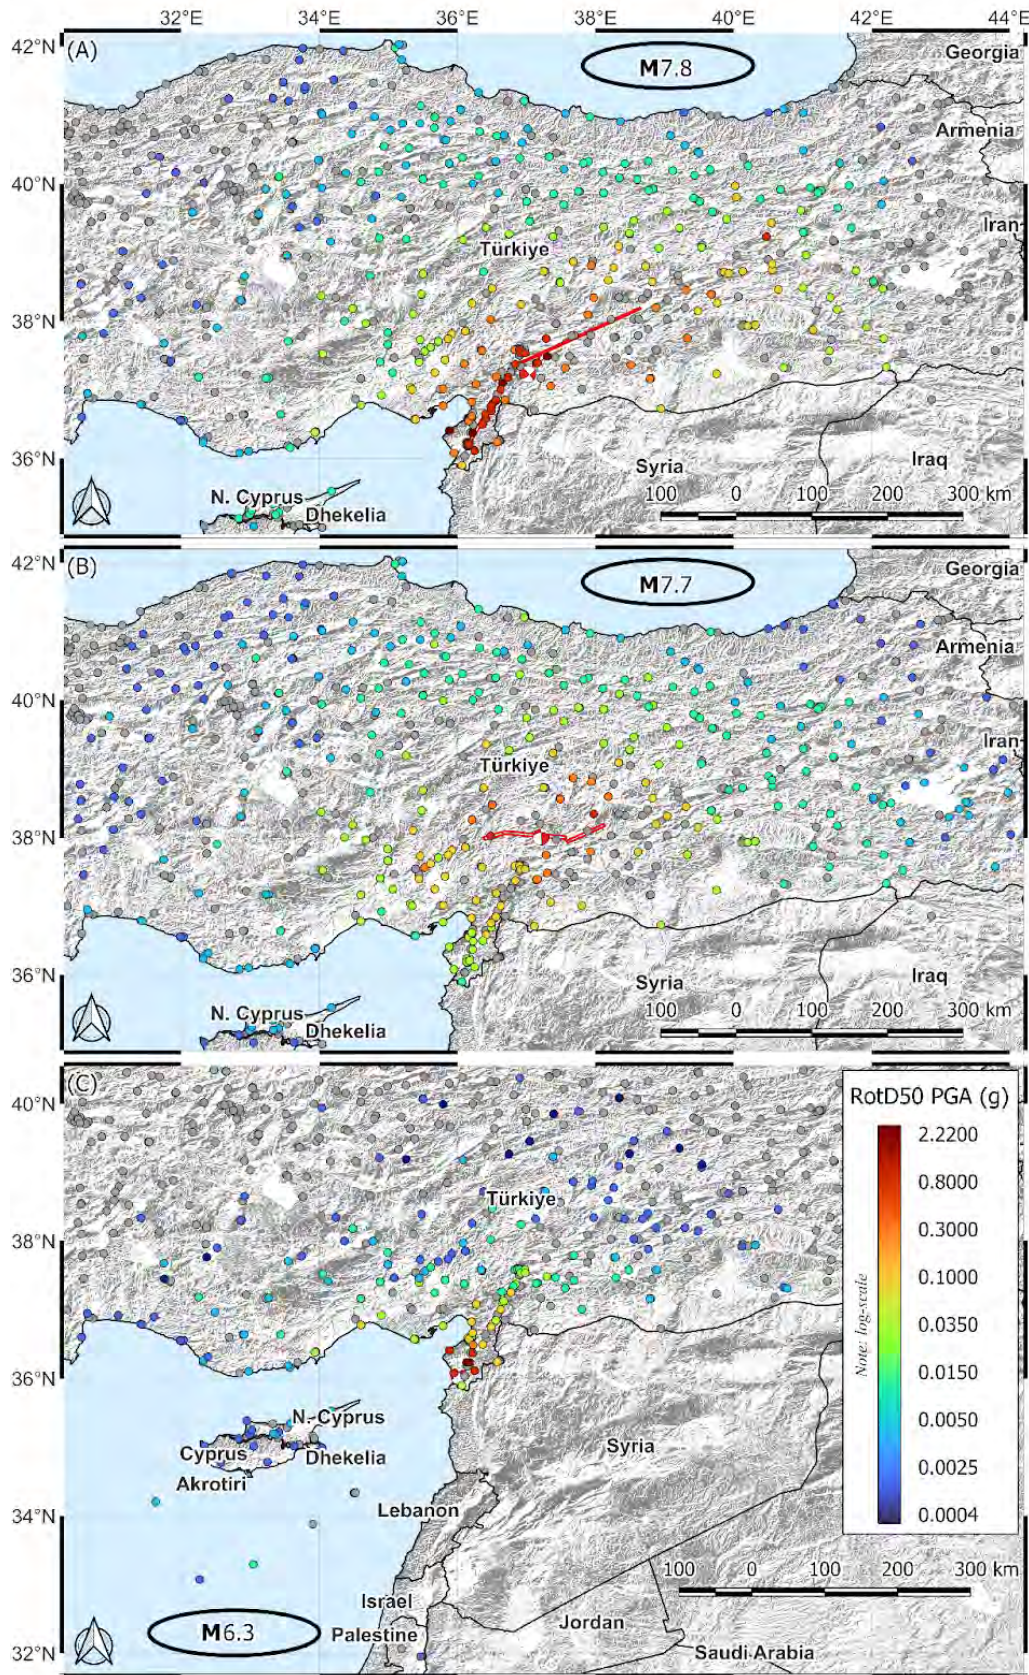 32°E 34°E 36°E 38°E 40°E 42°E 44°E
42°N
(A)
M7.8
Georgia
Armenia
40°N
Iran
Türkiye
38°N
36°N
Syria
Iraq
N. Cyprus
Dhekelia
100 0 100 200 300 km
42°N
(B)
M7.7
Georgia
Armenia
40°N
Iran
Türkiye
38°N
36°N
Syria
Iraq
N. Cyprus
Dhekelia
100 0 100 200 300 km
(C)
40°N
Türkiye
38°N
36°N
N. Cyprus
Cyprus
Dhekelia
Akrotiri
Syria
34°N
Lebanon
Israel
M6.3
Palestine
Jordan
32°N
Saudi Arabia
RotD50 PGA (g)
2.2200
0.8000
0.3000
0.1000
0.0350
0.0150
0.0050
0.0025
0.0004
Note: log-scale
100 0 100 200 300 km